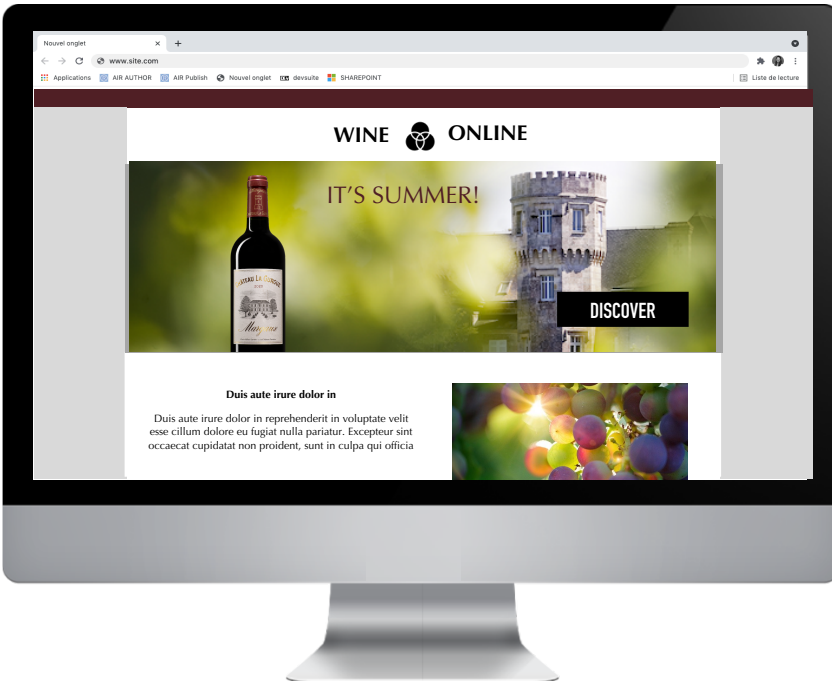 Nouvel onglet
www.site.com
Applications AIR AUTHOR AIR Publish Nouvel onglet devsuite SHAREPOINT Liste de lecture
WINE ONLINE
IT'S SUMMER!
DISCOVER
Duis aute irure dolor in
Duis aute irure dolor in reprehenderit in voluptate velit
esse cillum dolore eu fugiat nulla pariatur. Excepteur sint
occaecat cupidatat non proident, sunt in culpa qui officia